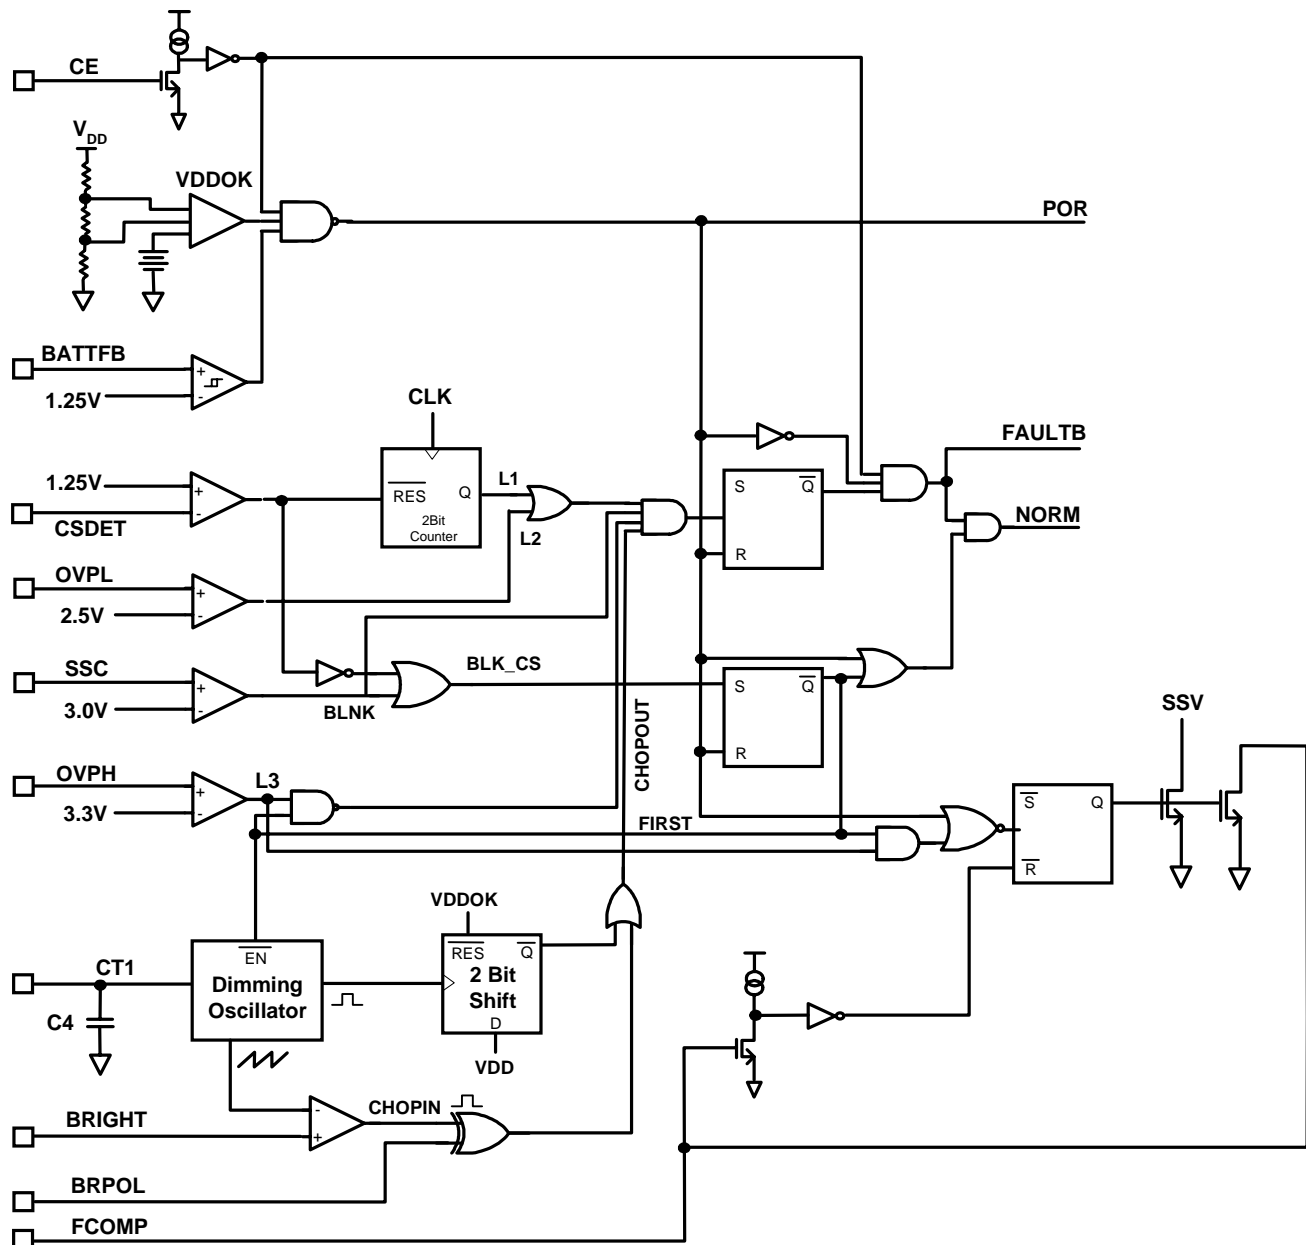 CE
VDD
VDDOK
POR
BATTFB
+
1.25V
-
CLK
FAULTB
1.25V
+
CSDET
-
RES
Q
2Bit
Counter
L1
L2
S
Q
R
NORM
OVPL
+
2.5V
-
SSC
+
3.0V
-
BLNK
BLK_CS
S
Q
R
CHOPOUT
SSV
OVPH
+
3.3V
-
L3
FIRST
S
Q
R
VDDOK
CT1
C4
EN
Dimming
Oscillator
RES
Q
2 Bit
Shift
D
VDD
BRIGHT
-
+
CHOPIN
BRPOL
FCOMP